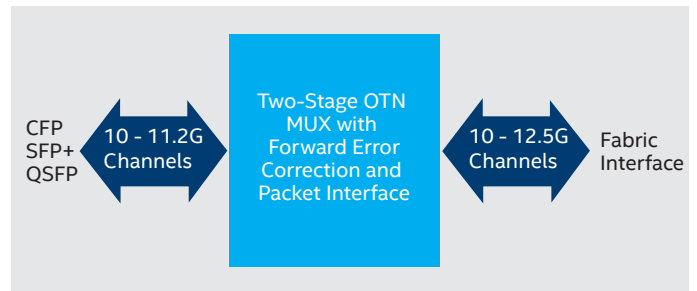 CFP
SFP+
QSFP
10 - 11.2G
Channels
Two-Stage OTN
MUX with
Forward Error
Correction and
Packet Interface
10 - 12.5G
Channels
Fabric
Interface